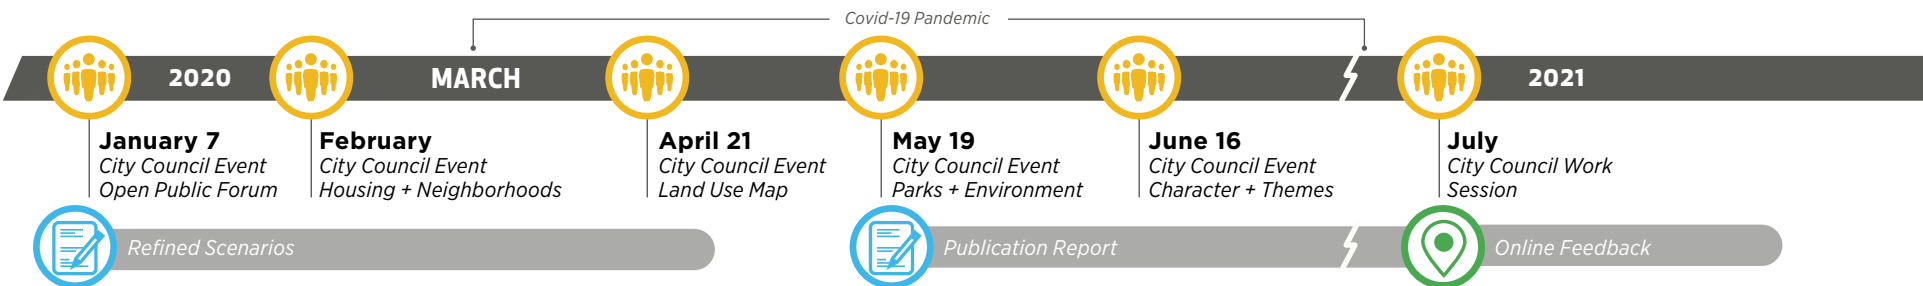 Covid-19 Pandemic
2020
MARCH
2021
January 7
City Council Event
Open Public Forum
February
City Council Event
Housing + Neighborhoods
April 21
City Council Event
Land Use Map
May 19
City Council Event
Parks + Environment
June 16
City Council Event
Character + Themes
July
City Council Work
Session
Refined Scenarios
Publication Report
Online Feedback